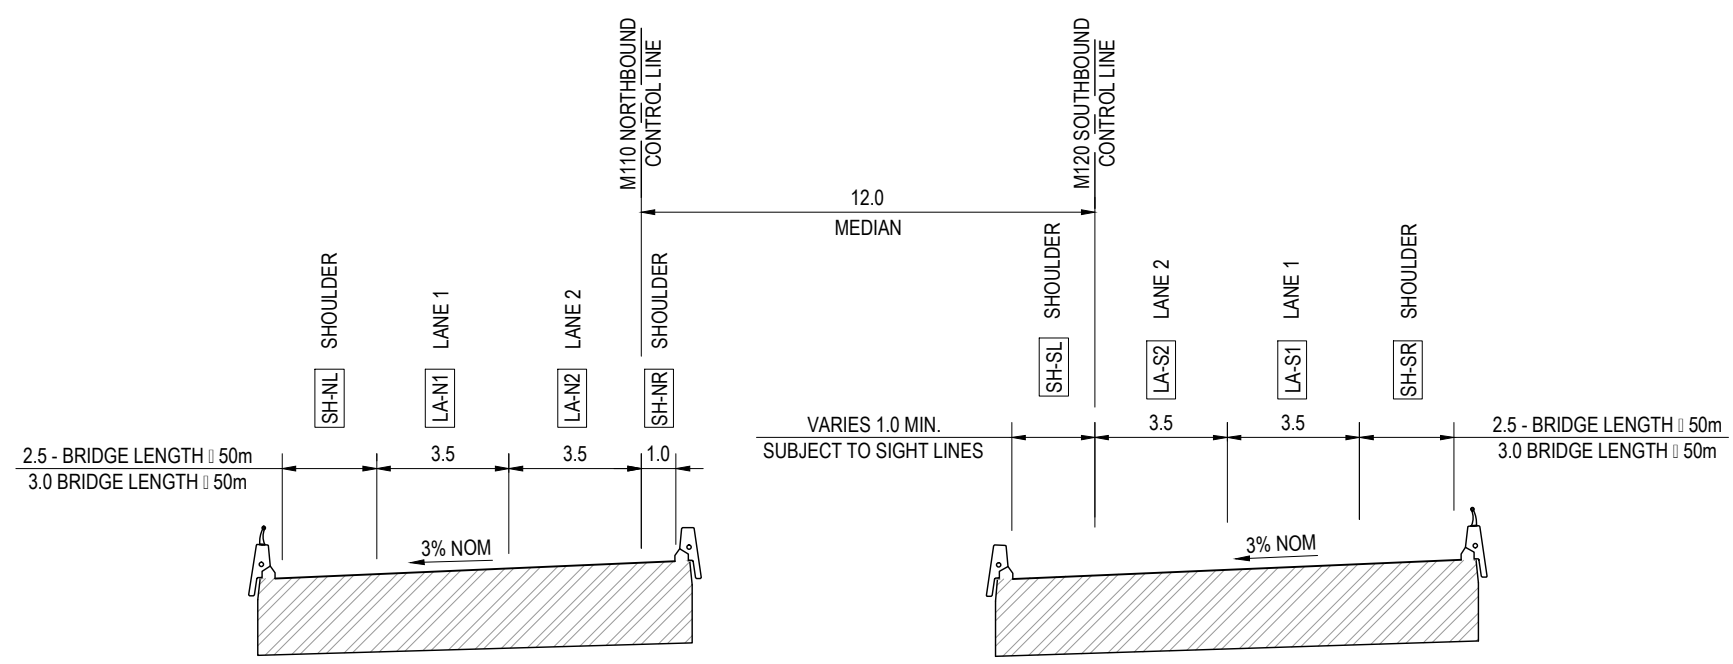 M110 NORTHBOUND
CONTROL LINE
M120 SOUTHBOUND
CONTROL LINE
12.0
MEDIAN
SHOULDER
LANE 1
LANE 2
SHOULDER
SHOULDER
LANE 2
LANE 1
SHOULDER
SH-NL
LA-N1
LA-N2
SH-NR
SH-SL
LA-S2
LA-S1
SH-SR
2.5 - BRIDGE LENGTH ▯ 50m
3.0 BRIDGE LENGTH ▯ 50m
3.5
3.5
1.0
VARIES 1.0 MIN.
SUBJECT TO SIGHT LINES
3.5
3.5
2.5 - BRIDGE LENGTH ▯ 50m
3.0 BRIDGE LENGTH ▯ 50m
3% NOM
3% NOM